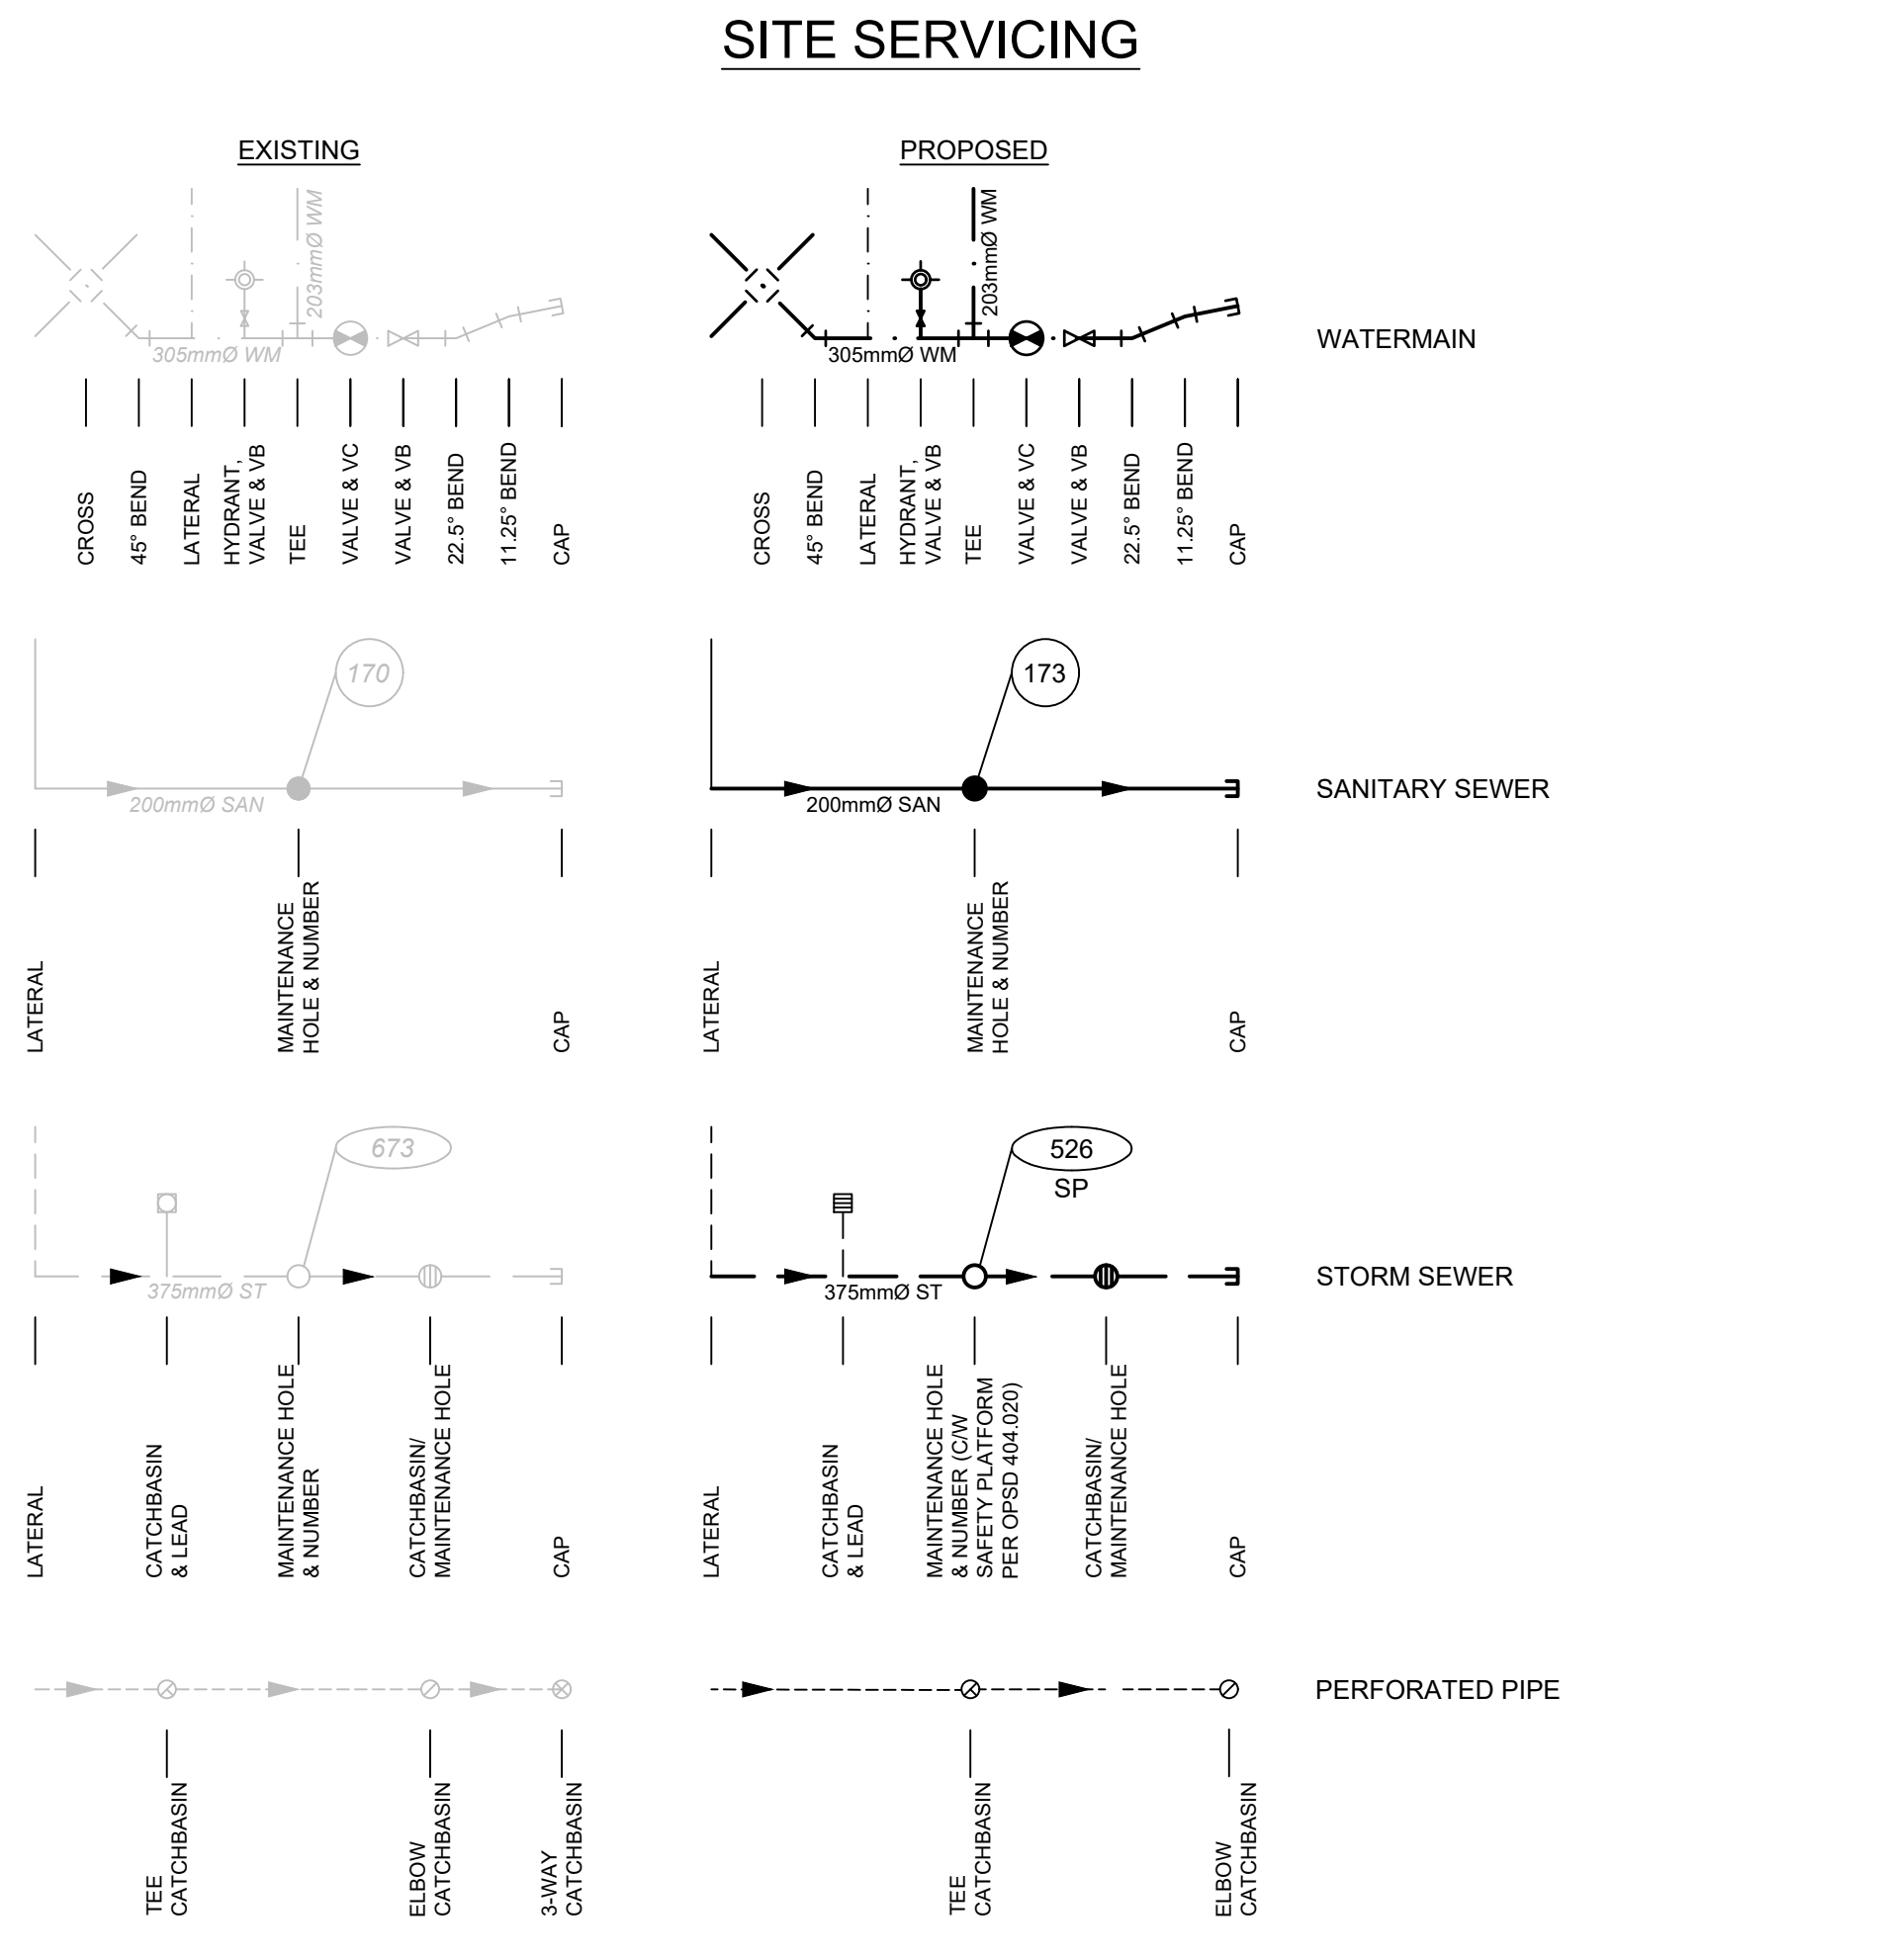 SITE SERVICING
EXISTING
PROPOSED
203mmØ WM
305mmØ WM
203mmØ WM
305mmØ WM
WATERMAIN
CROSS
45° BEND
LATERAL
HYDRANT,
VALVE & VB
TEE
VALVE & VC
VALVE & VB
22.5° BEND
11.25° BEND
CAP
CROSS
45° BEND
LATERAL
HYDRANT,
VALVE & VB
TEE
VALVE & VC
VALVE & VB
22.5° BEND
11.25° BEND
CAP
170
200mmØ SAN
173
200mmØ SAN
SANITARY SEWER
LATERAL
MAINTENANCE
HOLE & NUMBER
CAP
LATERAL
MAINTENANCE
HOLE & NUMBER
CAP
673
375mmØ ST
526
SP
375mmØ ST
STORM SEWER
LATERAL
CATCHBASIN
& LEAD
MAINTENANCE HOLE
& NUMBER
CATCHBASIN/
MAINTENANCE HOLE
CAP
LATERAL
CATCHBASIN
& LEAD
MAINTENANCE HOLE
& NUMBER (C/W
SAFETY PLATFORM
PER OPSD 404.020)
CATCHBASIN/
MAINTENANCE HOLE
CAP
PERFORATED PIPE
TEE
CATCHBASIN
ELBOW
CATCHBASIN
3-WAY
CATCHBASIN
TEE
CATCHBASIN
ELBOW
CATCHBASIN